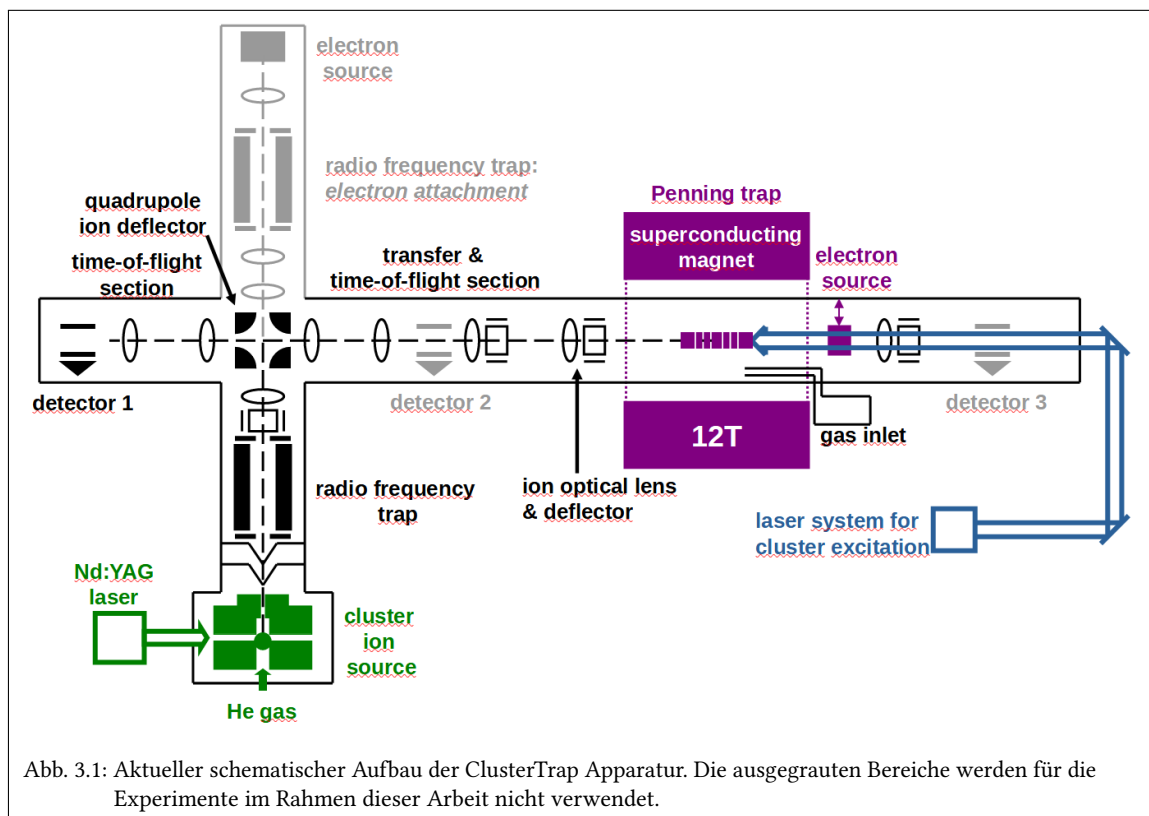 electron
source
radio frequency trap:
electron attachment
quadrupole
ion deflector
time-of-flight
section
transfer &
time-of-flight section
Penning trap
superconducting
magnet
electron
source
detector 1
detector 2
detector 3
12T
gas inlet
radio frequency
trap
ion optical lens
& deflector
laser system for
cluster excitation
Nd:YAG
laser
cluster
ion
source
He gas
Abb. 3.1: Aktueller schematischer Aufbau der ClusterTrap Apparatur. Die ausgegrauten Bereiche werden für die
Experimente im Rahmen dieser Arbeit nicht verwendet.